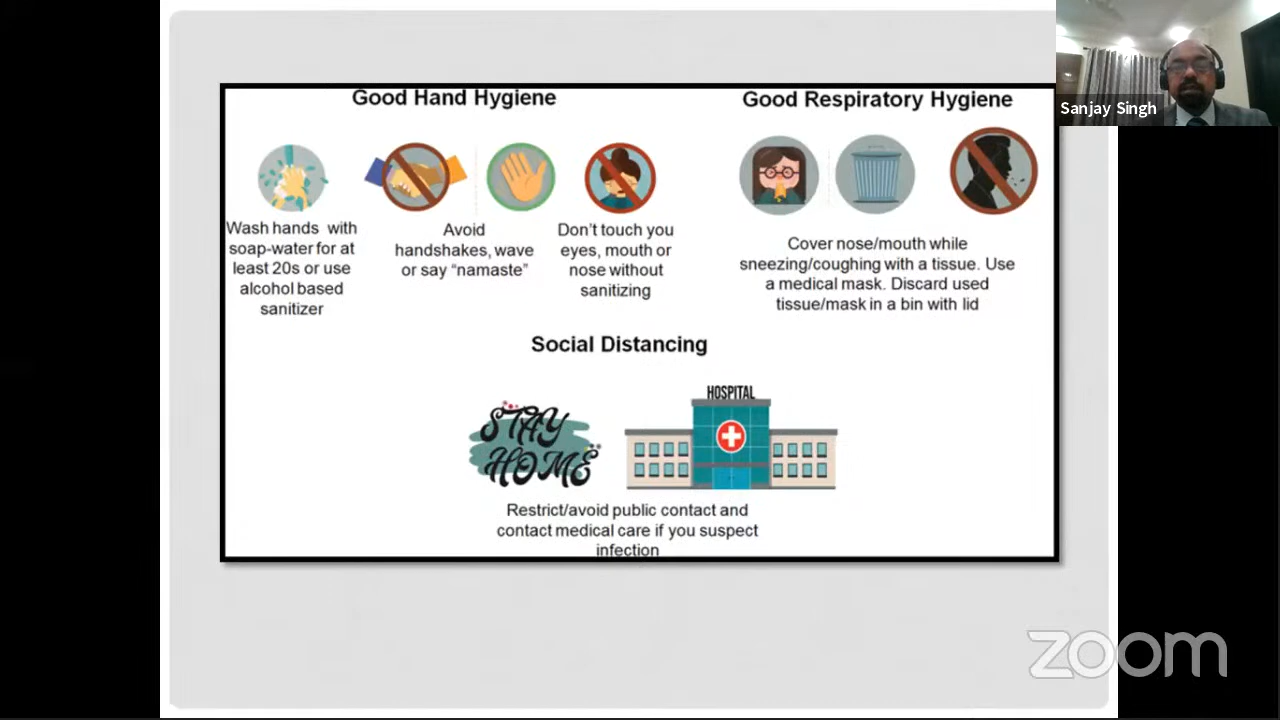 Good Hand Hygiene
Wash hands with
soap-water for at
least 20s or use
alcohol based
sanitizer
Avoid
handshakes, wave
or say “namaste”
Don't touch you
eyes, mouth or
nose without
sanitizing
Good Respiratory Hygiene
Cover nose/mouth while
sneezing/coughing with a tissue. Use
a medical mask. Discard used
tissue/mask in a bin with lid
Social Distancing
STAY
HOME
HOSPITAL
Restrict/avoid public contact and
contact medical care if you suspect
infection
Sanjay Singh
zoom